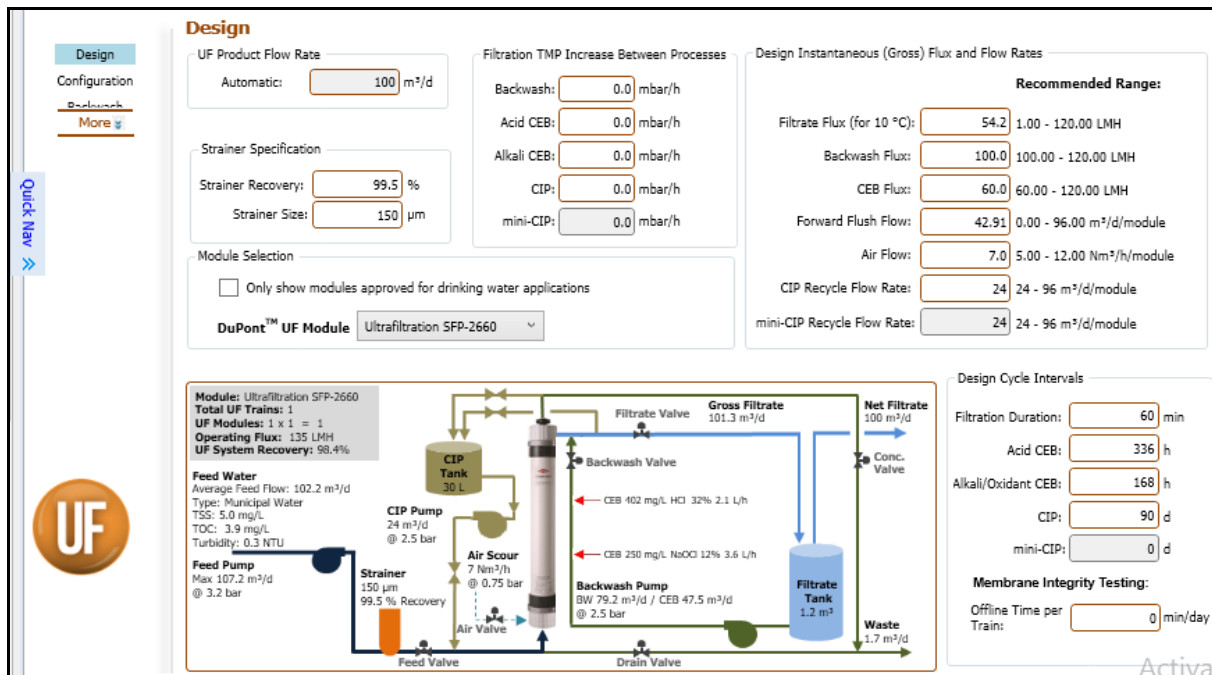 Design
Design
Configuration
Backwash
More
Quick Nav
UF Product Flow Rate
Automatic: 100 m³/d
Strainer Specification
Strainer Recovery: 99.5 %
Strainer Size: 150 µm
Filtration TMP Increase Between Processes
Backwash: 0.0 mbar/h
Acid CEB: 0.0 mbar/h
Alkali CEB: 0.0 mbar/h
CIP: 0.0 mbar/h
mini-CIP: 0.0 mbar/h
Design Instantaneous (Gross) Flux and Flow Rates
Recommended Range:
Filtrate Flux (for 10 °C): 54.2 1.00 - 120.00 LMH
Backwash Flux: 100.0 100.00 - 120.00 LMH
CEB Flux: 60.0 60.00 - 120.00 LMH
Forward Flush Flow: 42.91 0.00 - 96.00 m³/d/module
Air Flow: 7.0 5.00 - 12.00 Nm³/h/module
CIP Recycle Flow Rate: 24 24 - 96 m³/d/module
mini-CIP Recycle Flow Rate: 24 24 - 96 m³/d/module
Module Selection
Only show modules approved for drinking water applications
DuPont™ UF Module Ultrafiltration SFP-2660
Module: Ultrafiltration SFP-2660
Total UF Trains: 1
UF Modules: 1 x 1 = 1
Operating Flux: 135 LMH
UF System Recovery: 98.4%
Feed Water
Average Feed Flow: 102.2 m³/d
Type: Municipal Water
TSS: 5.0 mg/L
TOC: 3.9 mg/L
Turbidity: 0.3 NTU
Feed Pump
Max 107.2 m³/d
@ 3.2 bar
UF
Strainer
150 µm
99.5 % Recovery
Feed Valve
CIP
Tank
30 L
CIP Pump
24 m³/d
@ 2.5 bar
Air Scour
7 Nm³/h
@ 0.75 bar
Air Valve
Filtrate Valve
Gross Filtrate
101.3 m³/d
Net Filtrate
100 m³/d
Backwash Valve
Conc.
Valve
CEB 402 mg/L HCl 32% 2.1 L/h
CEB 250 mg/L NaOCl 12% 3.6 L/h
Backwash Pump
BW 79.2 m³/d / CEB 47.5 m³/d
@ 2.5 bar
Filtrate
Tank
1.2 m³
Waste
1.7 m³/d
Drain Valve
Design Cycle Intervals
Filtration Duration: 60 min
Acid CEB: 336 h
Alkali/Oxidant CEB: 168 h
CIP: 90 d
mini-CIP: 0 d
Membrane Integrity Testing:
Offline Time per
Train: 0 min/day
Activa